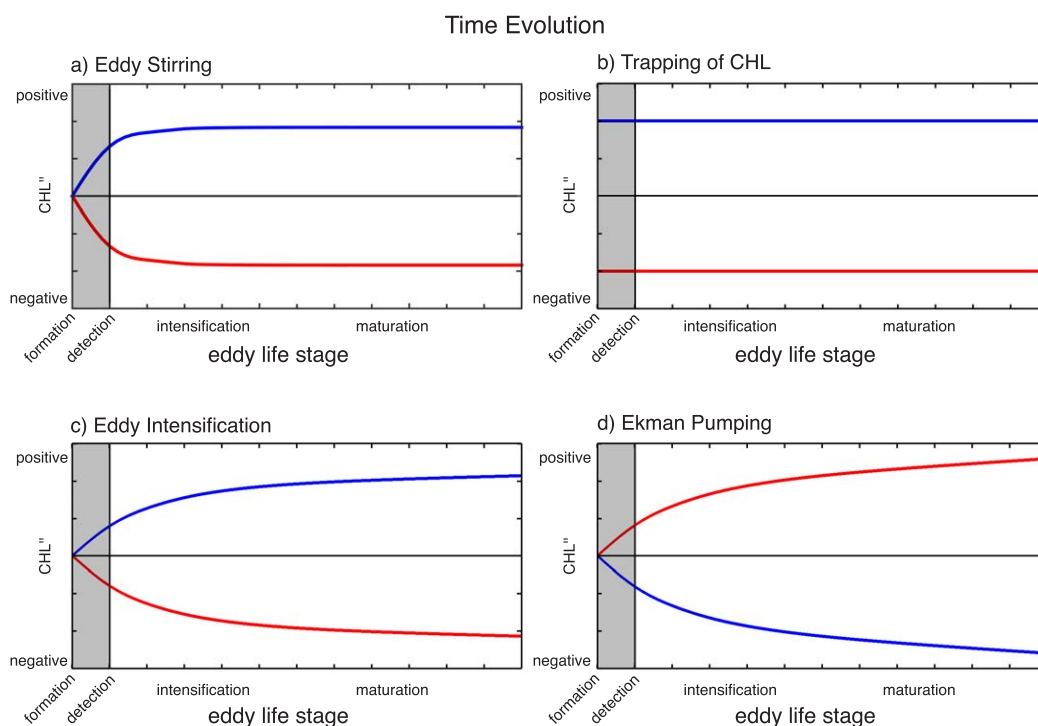 Time Evolution
a) Eddy Stirring
positive
CHL"
negative
formation
detection
intensification
maturation
eddy life stage
b) Trapping of CHL
positive
CHL"
negative
formation
detection
intensification
maturation
eddy life stage
c) Eddy Intensification
positive
CHL"
negative
formation
detection
intensification
maturation
eddy life stage
d) Ekman Pumping
positive
CHL"
negative
formation
detection
intensification
maturation
eddy life stage